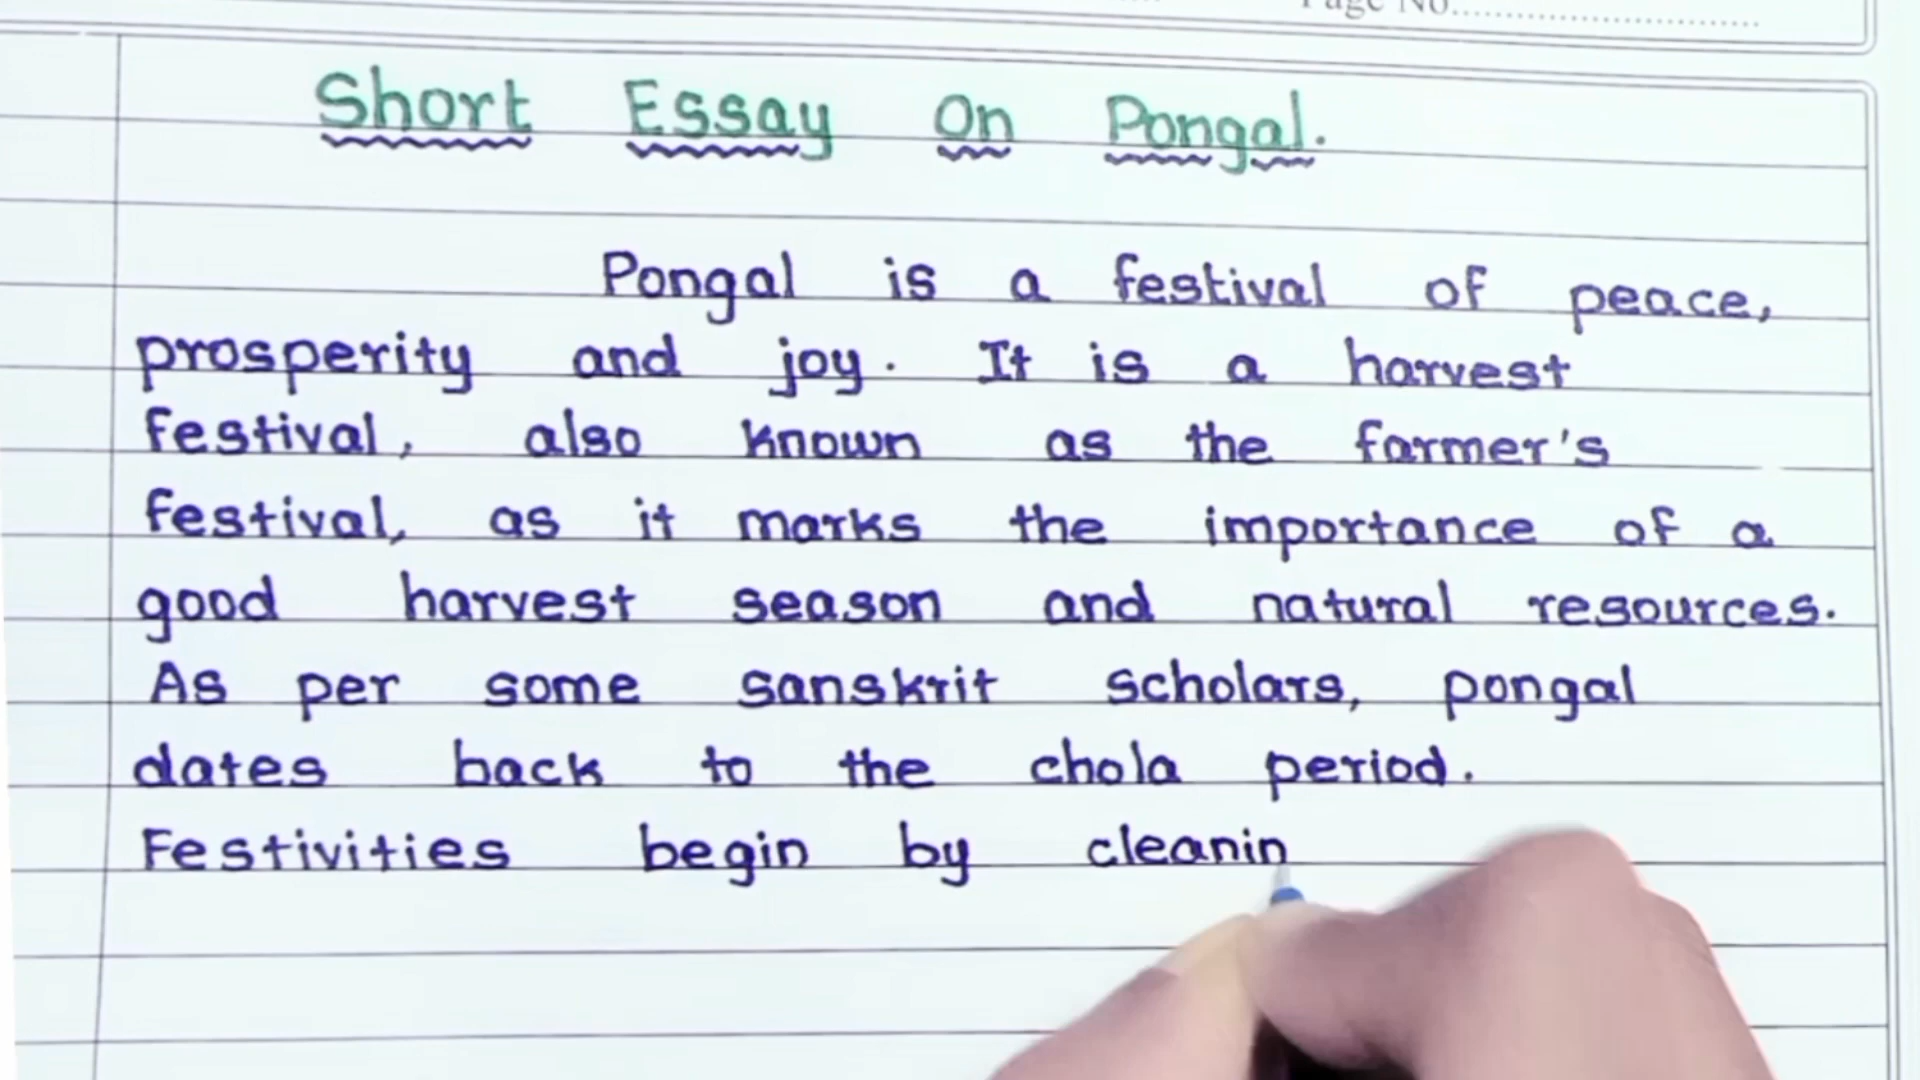 Page No.
Short Essay On Pongal.
Pongal is a festival of peace,
prosperity and joy. It is a harvest
festival, also known as the farmer's
festival, as it marks the importance of a
good harvest season and natural resources.
As per some sanskrit scholars, pongal
dates back to the chola period.
Festivities begin by cleanin